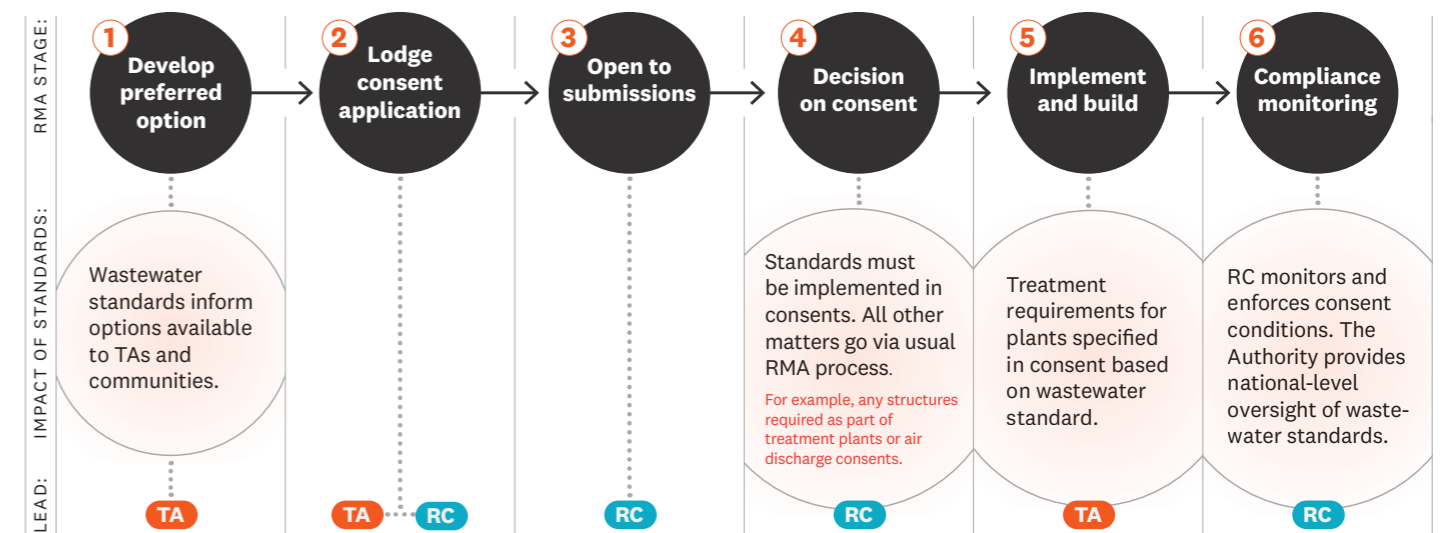 RMA STAGE:
1
Develop
preferred
option
2
Lodge
consent
application
3
Open to
submissions
4
Decision
on consent
5
Implement
and build
6
Compliance
monitoring
IMPACT OF STANDARDS:
Wastewater
standards inform
options available
to TAs and
communities.
Standards must
be implemented in
consents. All other
matters go via usual
RMA process.
For example, any structures
required as part of
treatment plants or air
discharge consents.
Treatment
requirements for
plants specified
in consent based
on wastewater
standard.
RC monitors and
enforces consent
conditions. The
Authority provides
national-level
oversight of waste-
water standards.
LEAD:
TA
TA
RC
RC
RC
TA
RC